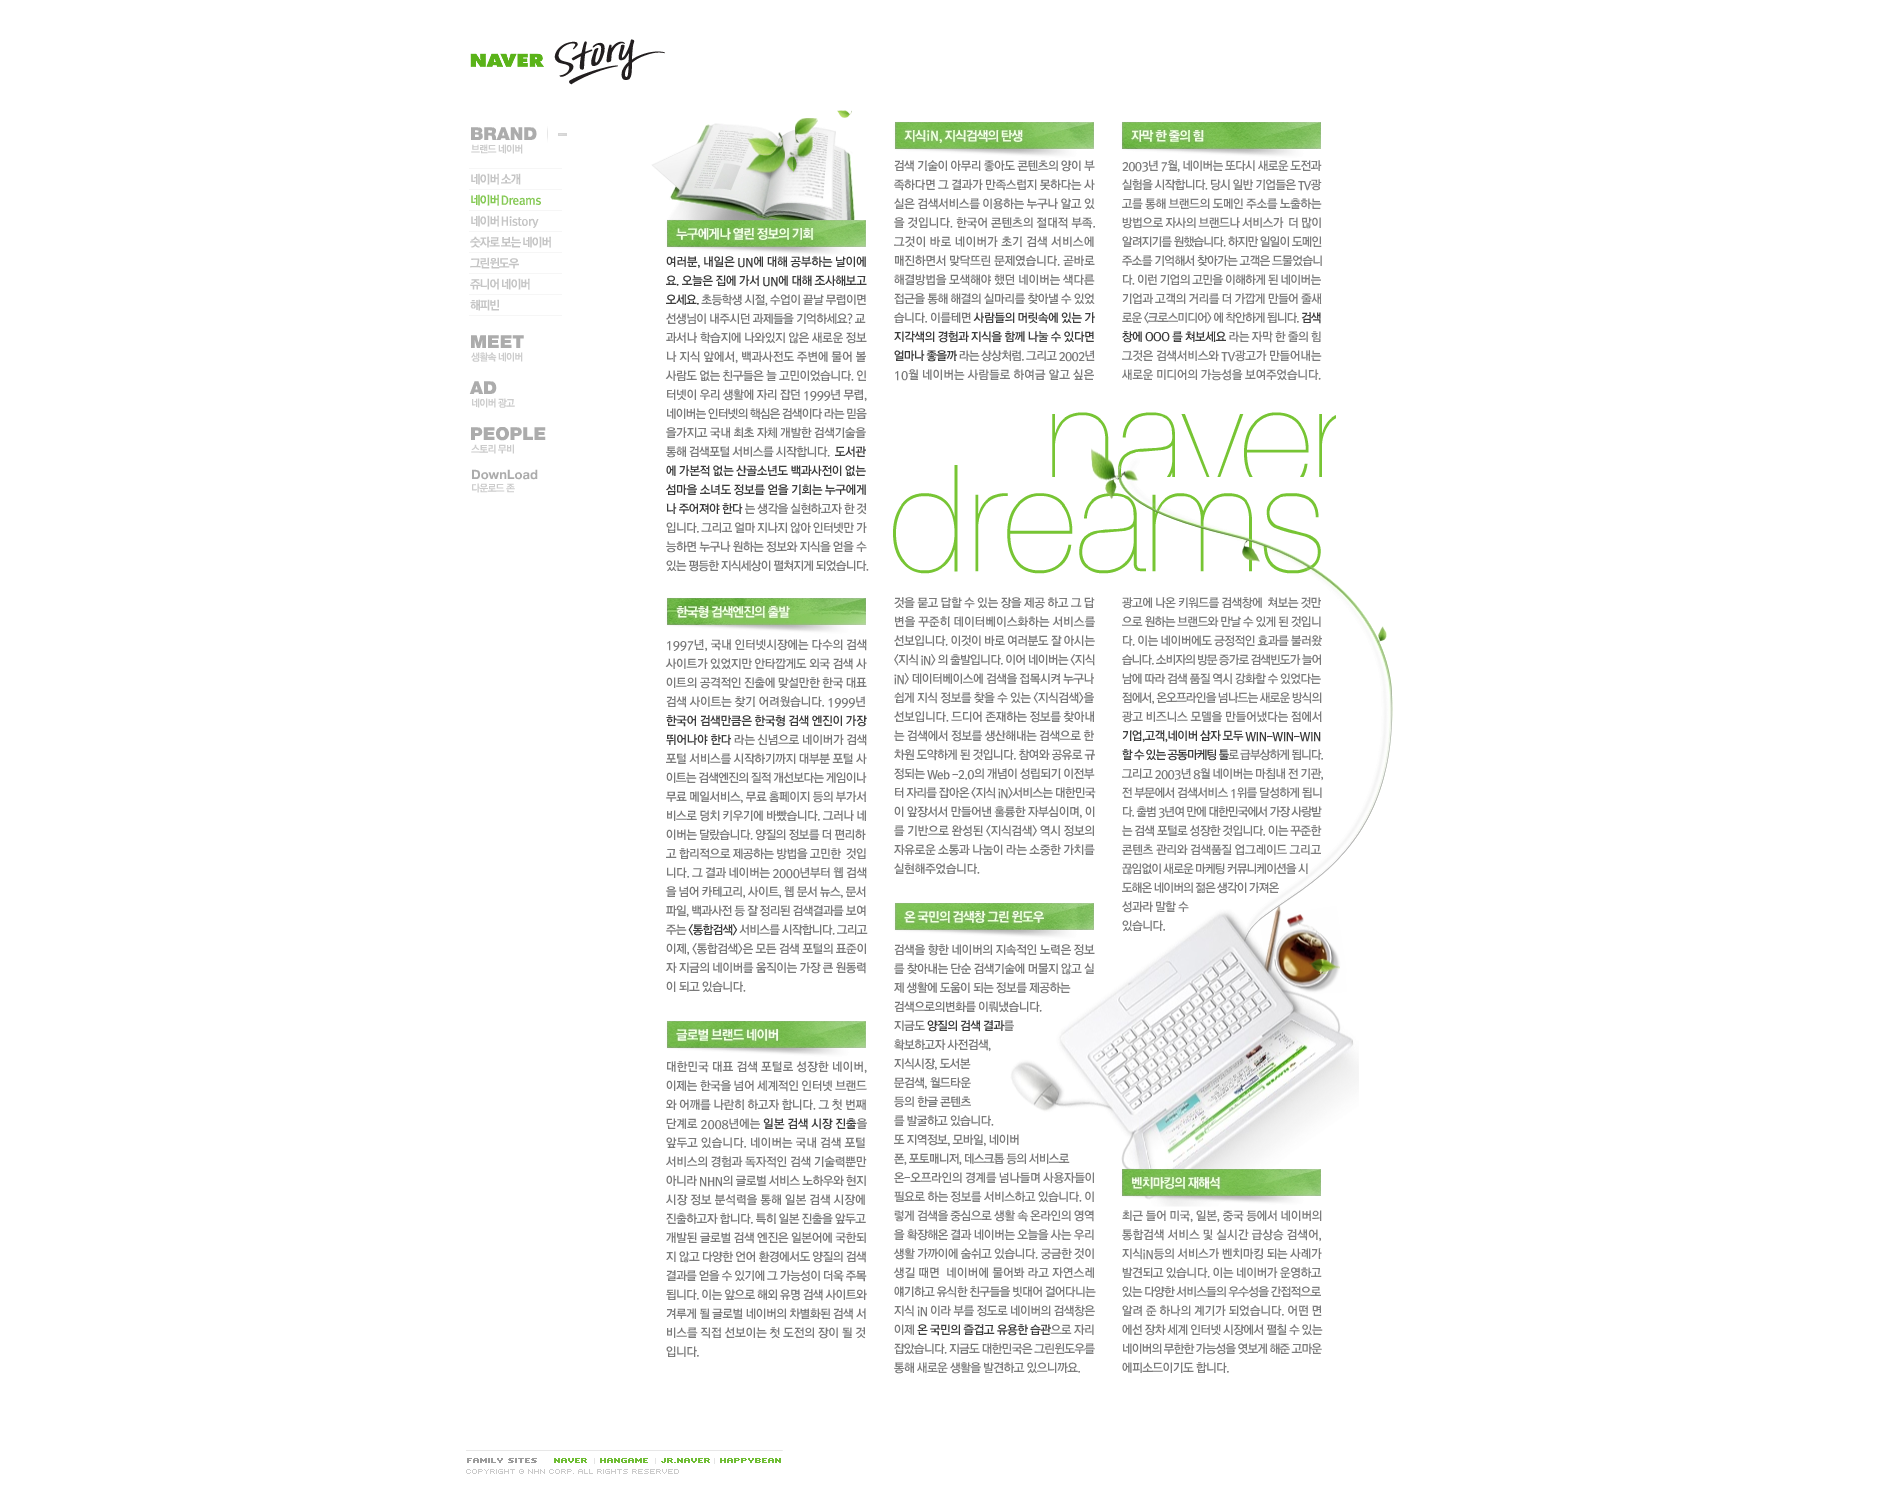 NAVER Story
BRAND
브랜드 네이버
네이버 소개
네이버 Dreams
네이버 History
숫자로 보는 네이버
그린윈도우
쥬니어 네이버
해피빈
MEET
생활속 네이버
AD
네이버 광고
PEOPLE
스토리 무비
DownLoad
다운로드 존
누구에게나 열린 정보의 기회
여러분, 내일은 UN에 대해 공부하는 날이에
요. 오늘은 집에 가서 UN에 대해 조사해보고
오세요. 초등학생 시절, 수업이 끝날 무렵이면
선생님이 내주시던 과제들을 기억하세요? 교
과서나 학습지에 나와있지 않은 새로운 정보
나 지식 앞에서, 백과사전도 주변에 물어 볼
사람도 없는 친구들은 늘 고민이었습니다. 인
터넷이 우리 생활에 자리 잡던 1999년 무렵,
네이버는 인터넷의 핵심은 검색이다 라는 믿음
을가지고 국내 최초 자체 개발한 검색기술을
통해 검색포털 서비스를 시작합니다. 도서관
에 가본적 없는 산골소년도 백과사전이 없는
섬마을 소녀도 정보를 얻을 기회는 누구에게
나 주어져야 한다 는 생각을 실현하고자 한 것
입니다. 그리고 얼마 지나지 않아 인터넷만 가
능하면 누구나 원하는 정보와 지식을 얻을 수
있는 평등한 지식세상이 펼쳐지게 되었습니다.
한국형 검색엔진의 출발
1997년, 국내 인터넷시장에는 다수의 검색
사이트가 있었지만 안타깝게도 외국 검색 사
이트의 공격적인 진출에 맞설만한 한국 대표
검색 사이트는 찾기 어려웠습니다. 1999년
한국어 검색만큼은 한국형 검색 엔진이 가장
뛰어나야 한다 라는 신념으로 네이버가 검색
포털 서비스를 시작하기까지 대부분 포털 사
이트는 검색엔진의 질적 개선보다는 게임이나
무료 메일서비스, 무료 홈페이지 등의 부가서
비스로 덩치 키우기에 바빴습니다. 그러나 네
이버는 달랐습니다. 양질의 정보를 더 편리하
고 합리적으로 제공하는 방법을 고민한 것입
니다. 그 결과 네이버는 2000년부터 웹 검색
을 넘어 카테고리, 사이트, 웹 문서 뉴스, 문서
파일, 백과사전 등 잘 정리된 검색결과를 보여
주는 〈통합검색〉 서비스를 시작합니다. 그리고
이제, 〈통합검색〉은 모든 검색 포털의 표준이
자 지금의 네이버를 움직이는 가장 큰 원동력
이 되고 있습니다.
글로벌 브랜드 네이버
대한민국 대표 검색 포털로 성장한 네이버,
이제는 한국을 넘어 세계적인 인터넷 브랜드
와 어깨를 나란히 하고자 합니다. 그 첫 번째
단계로 2008년에는 일본 검색 시장 진출을
앞두고 있습니다. 네이버는 국내 검색 포털
서비스의 경험과 독자적인 검색 기술력뿐만
아니라 NHN의 글로벌 서비스 노하우와 현지
시장 정보 분석력을 통해 일본 검색 시장에
진출하고자 합니다. 특히 일본 진출을 앞두고
개발된 글로벌 검색 엔진은 일본어에 국한되
지 않고 다양한 언어 환경에서도 양질의 검색
결과를 얻을 수 있기에 그 가능성이 더욱 주목
됩니다. 이는 앞으로 해외 유명 검색 사이트와
겨루게 될 글로벌 네이버의 차별화된 검색 서
비스를 직접 선보이는 첫 도전의 장이 될 것
입니다.
지식iN, 지식검색의 탄생
검색 기술이 아무리 좋아도 콘텐츠의 양이 부
족하다면 그 결과가 만족스럽지 못하다는 사
실은 검색서비스를 이용하는 누구나 알고 있
을 것입니다. 한국어 콘텐츠의 절대적 부족.
그것이 바로 네이버가 초기 검색 서비스에
매진하면서 맞닥뜨린 문제였습니다. 곧바로
해결방법을 모색해야 했던 네이버는 색다른
접근을 통해 해결의 실마리를 찾아낼 수 있었
습니다. 이를테면 사람들의 머릿속에 있는 가
지각색의 경험과 지식을 함께 나눌 수 있다면
얼마나 좋을까 라는 상상처럼. 그리고 2002년
10월 네이버는 사람들로 하여금 알고 싶은
자막 한 줄의 힘
2003년 7월, 네이버는 또다시 새로운 도전과
실험을 시작합니다. 당시 일반 기업들은 TV광
고를 통해 브랜드의 도메인 주소를 노출하는
방법으로 자사의 브랜드나 서비스가 더 많이
알려지기를 원했습니다. 하지만 일일이 도메인
주소를 기억해서 찾아가는 고객은 드물었습니
다. 이런 기업의 고민을 이해하게 된 네이버는
기업과 고객의 거리를 더 가깝게 만들어 줄새
로운 〈크로스미디어〉 에 착안하게 됩니다. 검색
창에 OOO 를 쳐보세요 라는 자막 한 줄의 힘
그것은 검색서비스와 TV광고가 만들어내는
새로운 미디어의 가능성을 보여주었습니다.
naver
dreams
것을 묻고 답할 수 있는 장을 제공 하고 그 답
변을 꾸준히 데이터베이스화하는 서비스를
선보입니다. 이것이 바로 여러분도 잘 아시는
〈지식 iN〉 의 출발입니다. 이어 네이버는 〈지식
iN〉 데이터베이스에 검색을 접목시켜 누구나
쉽게 지식 정보를 찾을 수 있는 〈지식검색〉을
선보입니다. 드디어 존재하는 정보를 찾아내
는 검색에서 정보를 생산해내는 검색으로 한
차원 도약하게 된 것입니다. 참여와 공유로 규
정되는 Web -2.0의 개념이 성립되기 이전부
터 자리를 잡아온 〈지식 iN〉서비스는 대한민국
이 앞장서서 만들어낸 훌륭한 자부심이며, 이
를 기반으로 완성된 〈지식검색〉 역시 정보의
자유로운 소통과 나눔이 라는 소중한 가치를
실현해주었습니다.
온 국민의 검색창 그린 윈도우
검색을 향한 네이버의 지속적인 노력은 정보
를 찾아내는 단순 검색기술에 머물지 않고 실
제 생활에 도움이 되는 정보를 제공하는
검색으로의변화를 이뤄냈습니다.
지금도 양질의 검색 결과를
확보하고자 사전검색,
지식시장, 도서본
문검색, 월드타운
등의 한글 콘텐츠
를 발굴하고 있습니다.
또 지역정보, 모바일, 네이버
폰, 포토매니저, 데스크톱 등의 서비스로
온-오프라인의 경계를 넘나들며 사용자들이
필요로 하는 정보를 서비스하고 있습니다. 이
렇게 검색을 중심으로 생활 속 온라인의 영역
을 확장해온 결과 네이버는 오늘을 사는 우리
생활 가까이에 숨쉬고 있습니다. 궁금한 것이
생길 때면 네이버에 물어봐 라고 자연스레
얘기하고 유식한 친구들을 빗대어 걸어다니는
지식 iN 이라 부를 정도로 네이버의 검색창은
이제 온 국민의 즐겁고 유용한 습관으로 자리
잡았습니다. 지금도 대한민국은 그린윈도우를
통해 새로운 생활을 발견하고 있으니까요.
광고에 나온 키워드를 검색창에 쳐보는 것만
으로 원하는 브랜드와 만날 수 있게 된 것입니
다. 이는 네이버에도 긍정적인 효과를 불러왔
습니다. 소비자의 방문 증가로 검색빈도가 늘어
남에 따라 검색 품질 역시 강화할 수 있었다는
점에서, 온오프라인을 넘나드는 새로운 방식의
광고 비즈니스 모델을 만들어냈다는 점에서
기업,고객,네이버 삼자 모두 WIN-WIN-WIN
할 수 있는 공동마케팅 툴로 급부상하게 됩니다.
그리고 2003년 8월 네이버는 마침내 전 기관,
전 부문에서 검색서비스 1위를 달성하게 됩니
다. 출범 3년여 만에 대한민국에서 가장 사랑받
는 검색 포털로 성장한 것입니다. 이는 꾸준한
콘텐츠 관리와 검색품질 업그레이드 그리고
끊임없이 새로운 마케팅 커뮤니케이션을 시
도해온 네이버의 젊은 생각이 가져온
성과라 말할 수
있습니다.
벤치마킹의 재해석
최근 들어 미국, 일본, 중국 등에서 네이버의
통합검색 서비스 및 실시간 급상승 검색어,
지식iN등의 서비스가 벤치마킹 되는 사례가
발견되고 있습니다. 이는 네이버가 운영하고
있는 다양한 서비스들의 우수성을 간접적으로
알려 준 하나의 계기가 되었습니다. 어떤 면
에선 장차 세계 인터넷 시장에서 펼칠 수 있는
네이버의 무한한 가능성을 엿보게 해준 고마운
에피소드이기도 합니다.
FAMILY SITES NAVER HANGAME JR.NAVER HAPPYBEAN
COPYRIGHT © NHN CORP. ALL RIGHTS RESERVED